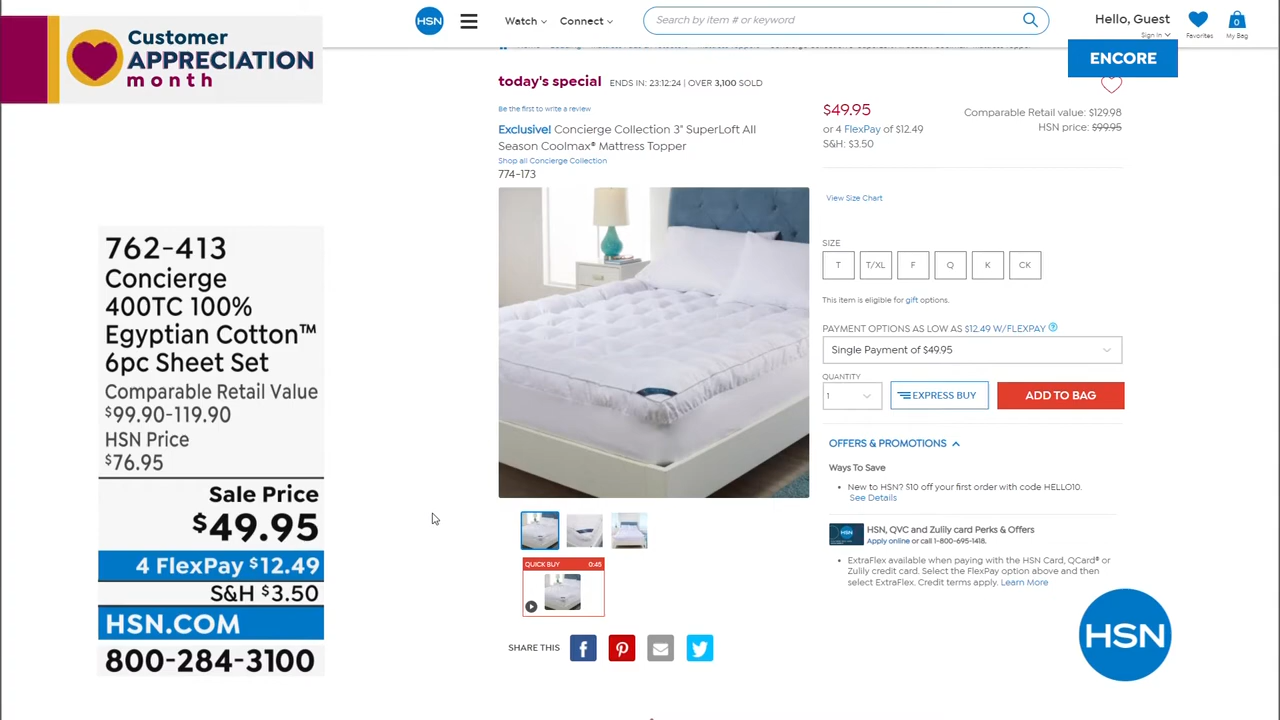 Customer
APPRECIATION
month
HSN
Watch
Connect
Search by item # or keyword
Hello, Guest
Sign in
Favorites
0
My Bag
ENCORE
today's special ENDS IN: 23:12:24 | OVER 3,100 SOLD
Be the first to write a review
Exclusive! Concierge Collection 3" SuperLoft All
Season Coolmax® Mattress Topper
Shop all Concierge Collection
774-173
$49.95
or 4 FlexPay of $12.49
S&H: $3.50
Comparable Retail value: $129.98
HSN price: $99.95
View Size Chart
SIZE
T T/XL F Q K CK
This item is eligible for gift options.
PAYMENT OPTIONS AS LOW AS $12.49 W/FLEXPAY
Single Payment of $49.95
QUANTITY
1
EXPRESS BUY
ADD TO BAG
OFFERS & PROMOTIONS
Ways To Save
• New to HSN? $10 off your first order with code HELLO10.
See Details
HSN, QVC and Zulily card Perks & Offers
Apply online or call 1-800-695-1418.
• ExtraFlex available when paying with the HSN Card, QCard® or
Zulily credit card. Select the FlexPay option above and then
select ExtraFlex. Credit terms apply. Learn More
QUICK BUY 0:45
SHARE THIS
762-413
Concierge
400TC 100%
Egyptian Cotton™
6pc Sheet Set
Comparable Retail Value
$99.90-119.90
HSN Price
$76.95
Sale Price
$49.95
4 FlexPay $12.49
S&H $3.50
HSN.COM
800-284-3100
HSN